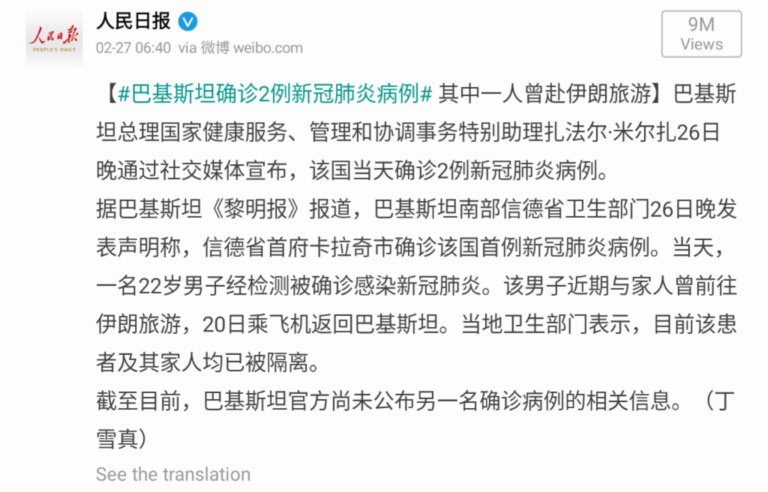 人民日报
人民日报
PEOPLE'S DAILY
02-27 06:40 via 微博 weibo.com
9M
Views
【#巴基斯坦确诊2例新冠肺炎病例# 其中一人曾赴伊朗旅游】巴基斯
坦总理国家健康服务、管理和协调事务特别助理扎法尔·米尔扎26日
晚通过社交媒体宣布，该国当天确诊2例新冠肺炎病例。
据巴基斯坦《黎明报》报道，巴基斯坦南部信德省卫生部门26日晚发
表声明称，信德省首府卡拉奇市确诊该国首例新冠肺炎病例。当天，
一名22岁男子经检测被确诊感染新冠肺炎。该男子近期与家人曾前往
伊朗旅游，20日乘飞机返回巴基斯坦。当地卫生部门表示，目前该患
者及其家人均已被隔离。
截至目前，巴基斯坦官方尚未公布另一名确诊病例的相关信息。（丁
雪真）
See the translation